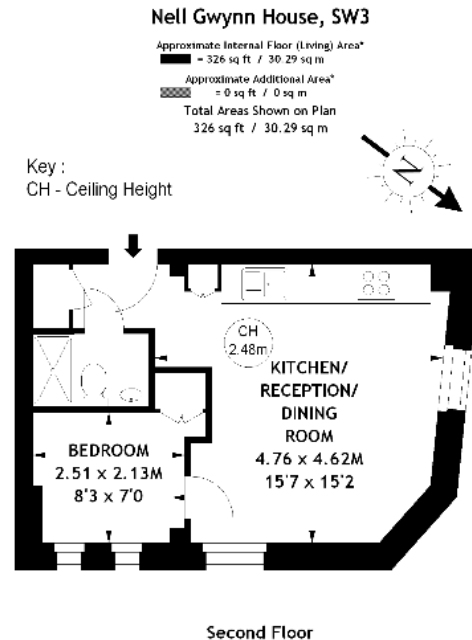 Nell Gwynn House, SW3
Approximate Internal Floor (Living) Area*
= 326 sq ft / 30.29 sq m
Approximate Additional Area*
= 0 sq ft / 0 sq m
Total Areas Shown on Plan
326 sq ft / 30.29 sq m
Key :
CH - Ceiling Height
N
CH
2.48m
KITCHEN/
RECEPTION/
DINING
ROOM
4.76 x 4.62M
15'7 x 15'2
BEDROOM
2.51 x 2.13M
8'3 x 7'0
Second Floor